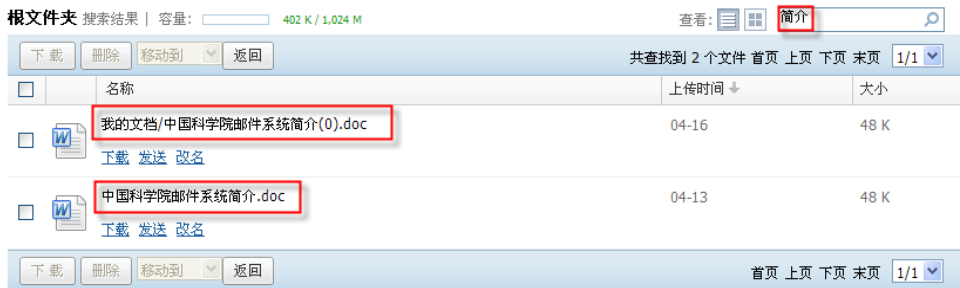 根文件夹 搜索结果 | 容量: 402 K / 1,024 M 查看: 简介
下载 删除 移动到 返回 共查找到 2 个文件 首页 上页 下页 末页 1/1
名称 上传时间 大小
我的文档/中国科学院邮件系统简介(0).doc 04-16 48 K
下载 发送 改名
中国科学院邮件系统简介.doc 04-13 48 K
下载 发送 改名
下载 删除 移动到 返回 首页 上页 下页 末页 1/1